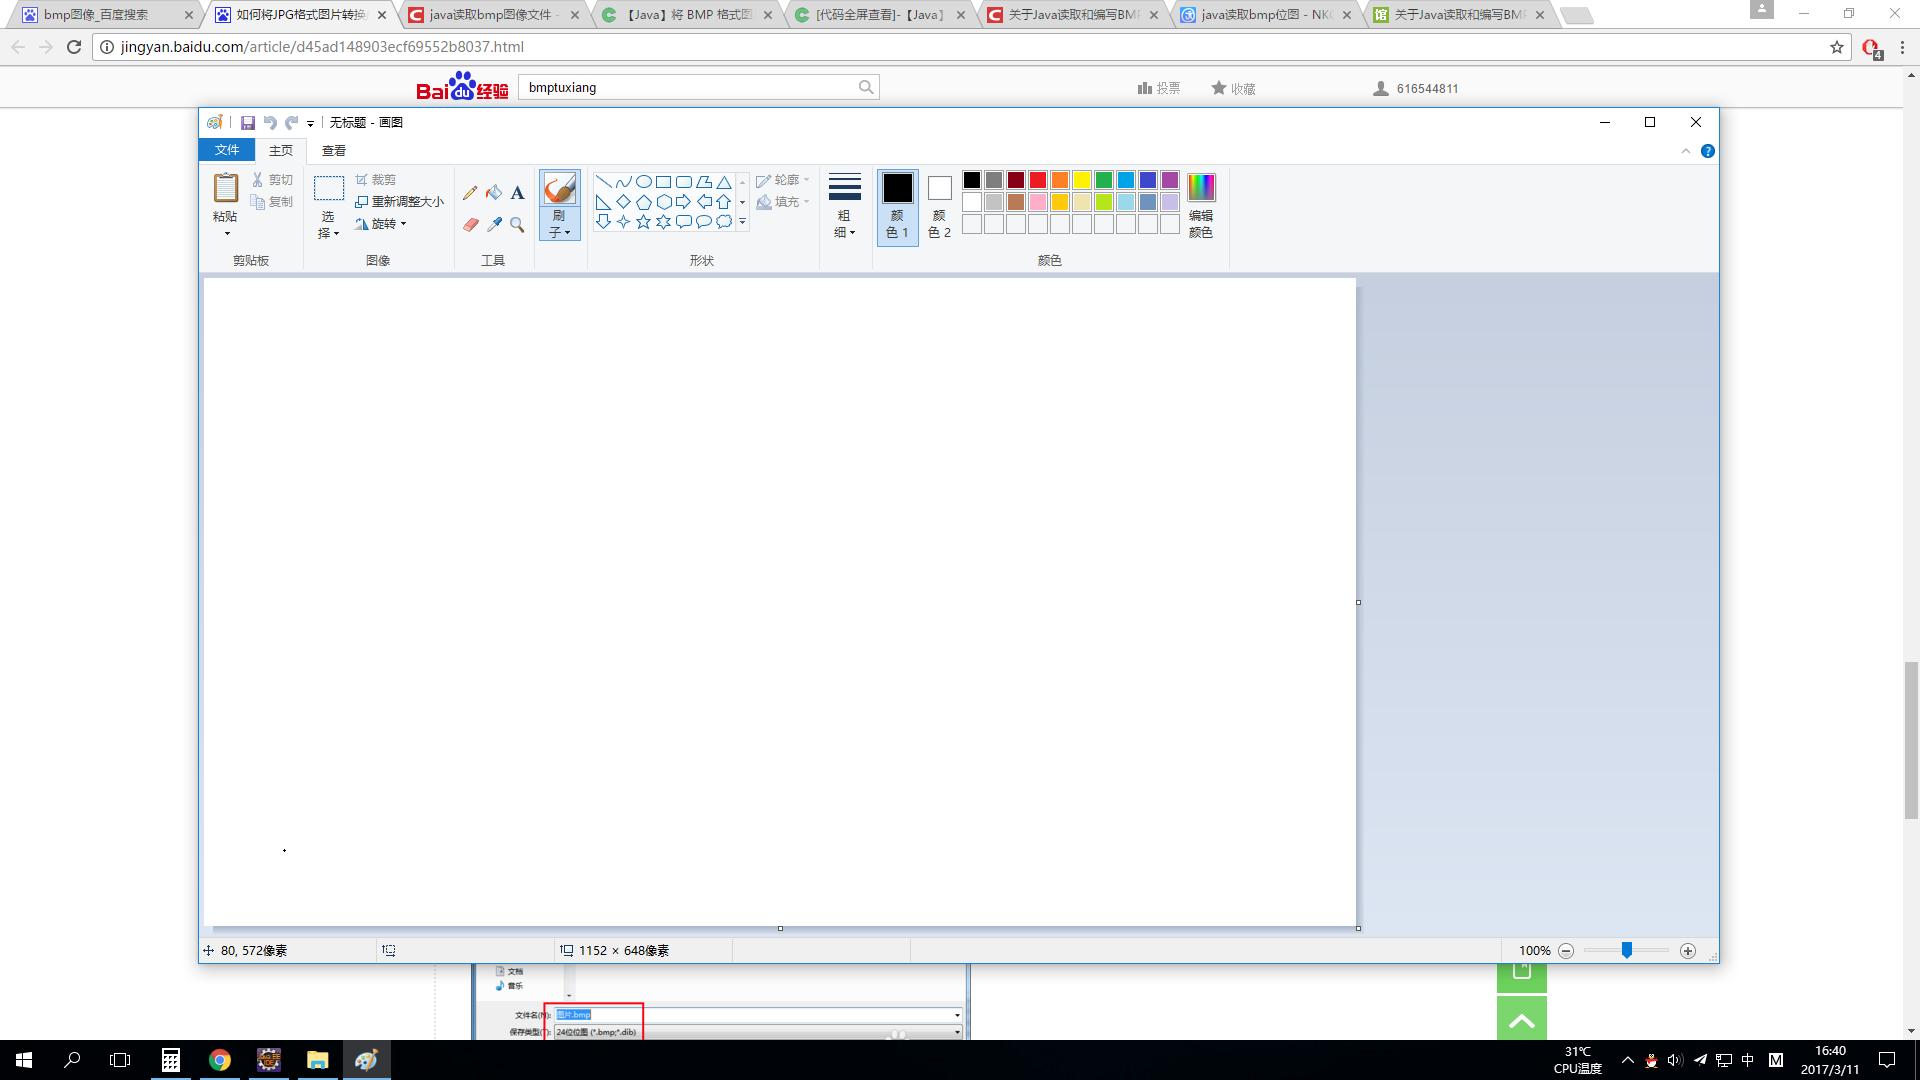 bmp图像_百度搜索
如何将JPG格式图片转换
java读取bmp图像文件 -
【Java】将 BMP 格式图
[代码全屏查看]-【Java】
关于Java读取和编写BMP
java读取bmp位图 - NKC
关于Java读取和编写BMP
jingyan.baidu.com/article/d45ad148903ecf69552b8037.html
4
Bai du 经验
bmptuxiang
投票
收藏
616544811
无标题 - 画图
文件
主页
查看
粘贴
剪切
复制
剪贴板
选择
裁剪
重新调整大小
旋转
图像
A
工具
刷子
轮廓
填充
形状
粗细
颜色 1
颜色 2
编辑颜色
颜色
80, 572像素
1152 × 648像素
100%
文档
音乐
文件名(N):
图片.bmp
保存类型(T):
24位位图 (*.bmp;*.dib)
31℃
CPU温度
中
M
16:40
2017/3/11